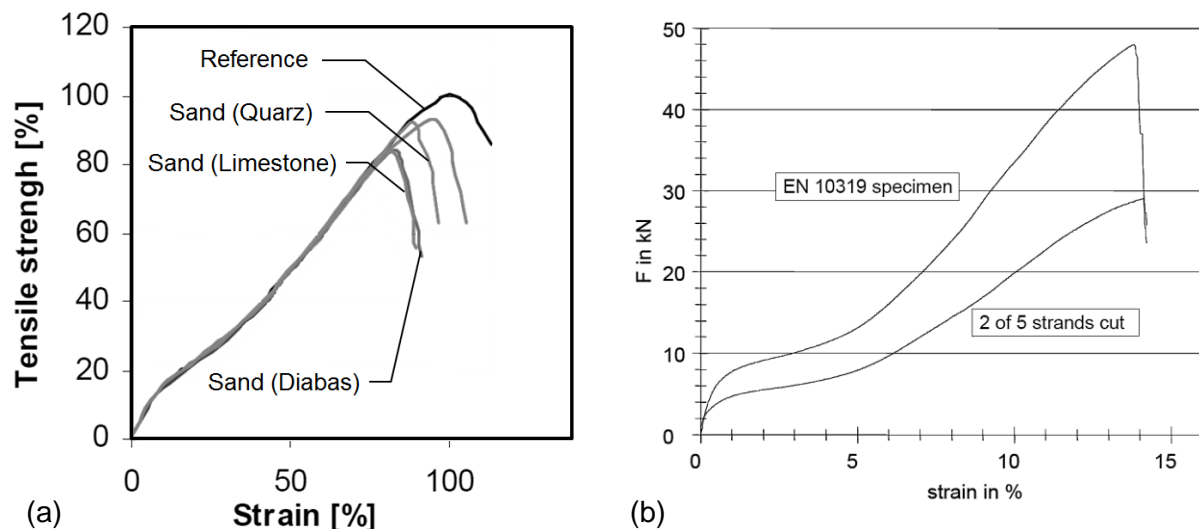 120
100
80
60
40
20
0
Tensile strengh [%]
Reference
Sand (Quarz)
Sand (Limestone)
Sand (Diabas)
0 50 100
Strain [%]
(a)
50
40
30
20
10
0
F in kN
EN 10319 specimen
2 of 5 strands cut
0 5 10 15
strain in %
(b)